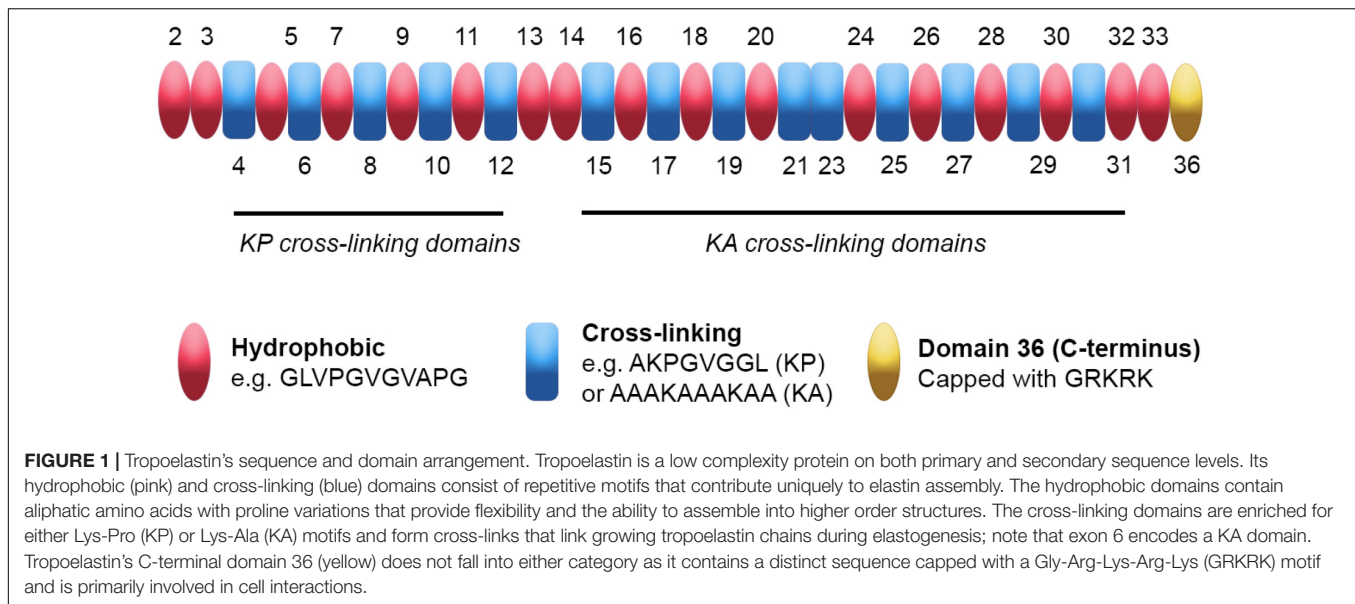 2 3 5 7 9 11 13 14 16 18 20 24 26 28 30 32 33
4 6 8 10 12 15 17 19 21 23 25 27 29 31 36
KP cross-linking domains KA cross-linking domains
Hydrophobic
e.g. GLVPGVGVAPG
Cross-linking
e.g. AKPGVGGL (KP)
or AAAKAAAKAA (KA)
Domain 36 (C-terminus)
Capped with GRKRK
FIGURE 1 | Tropoelastin's sequence and domain arrangement. Tropoelastin is a low complexity protein on both primary and secondary sequence levels. Its
hydrophobic (pink) and cross-linking (blue) domains consist of repetitive motifs that contribute uniquely to elastin assembly. The hydrophobic domains contain
aliphatic amino acids with proline variations that provide flexibility and the ability to assemble into higher order structures. The cross-linking domains are enriched for
either Lys-Pro (KP) or Lys-Ala (KA) motifs and form cross-links that link growing tropoelastin chains during elastogenesis; note that exon 6 encodes a KA domain.
Tropoelastin's C-terminal domain 36 (yellow) does not fall into either category as it contains a distinct sequence capped with a Gly-Arg-Lys-Arg-Lys (GRKRK) motif
and is primarily involved in cell interactions.